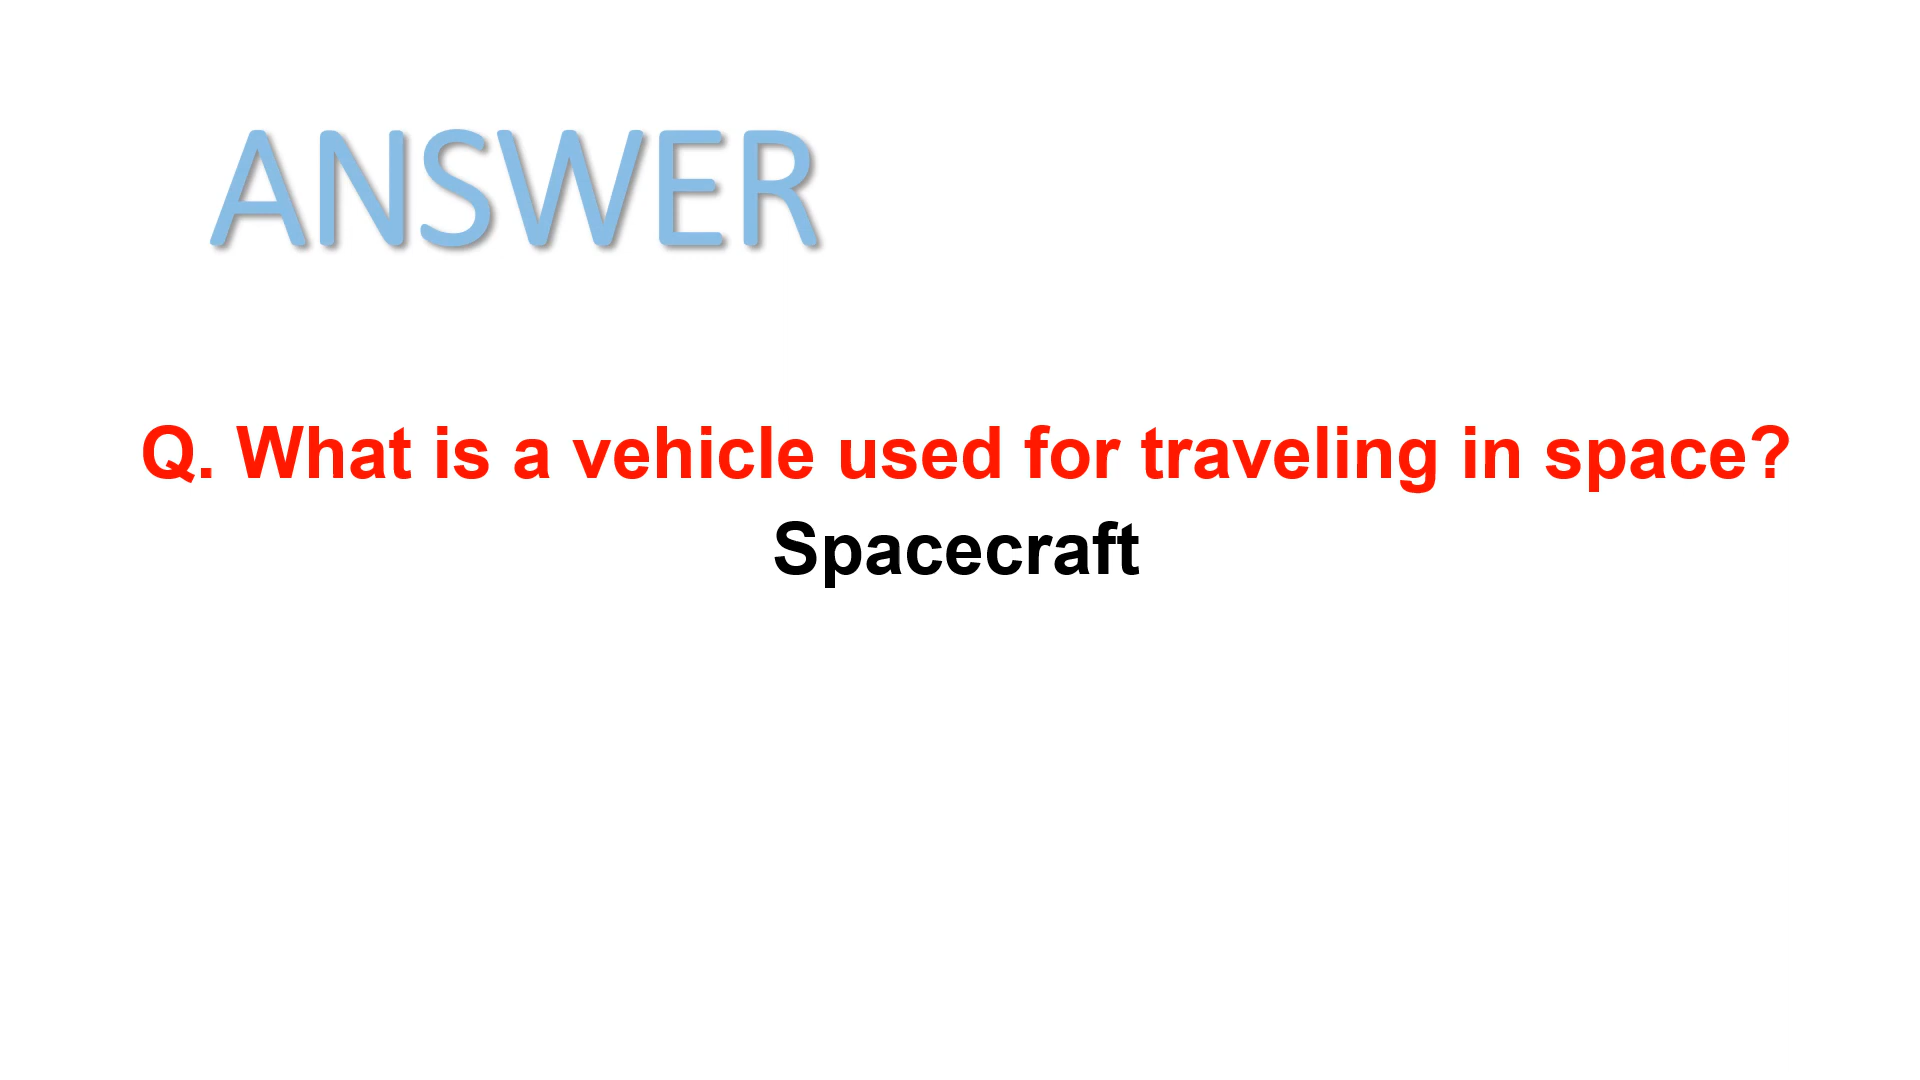 ANSWER
Q. What is a vehicle used for traveling in space?
Spacecraft